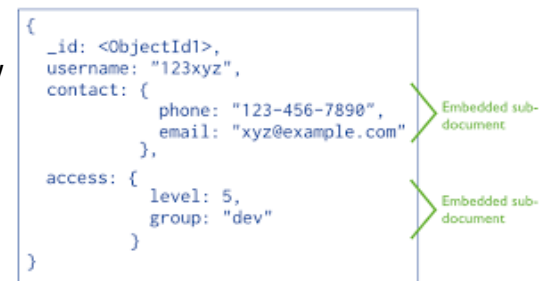 {
_id: <ObjectId1>,
username: "123xyz",
contact: {
phone: "123-456-7890",
email: "xyz@example.com"
},
access: {
level: 5,
group: "dev"
}
}
Embedded sub-
document
Embedded sub-
document